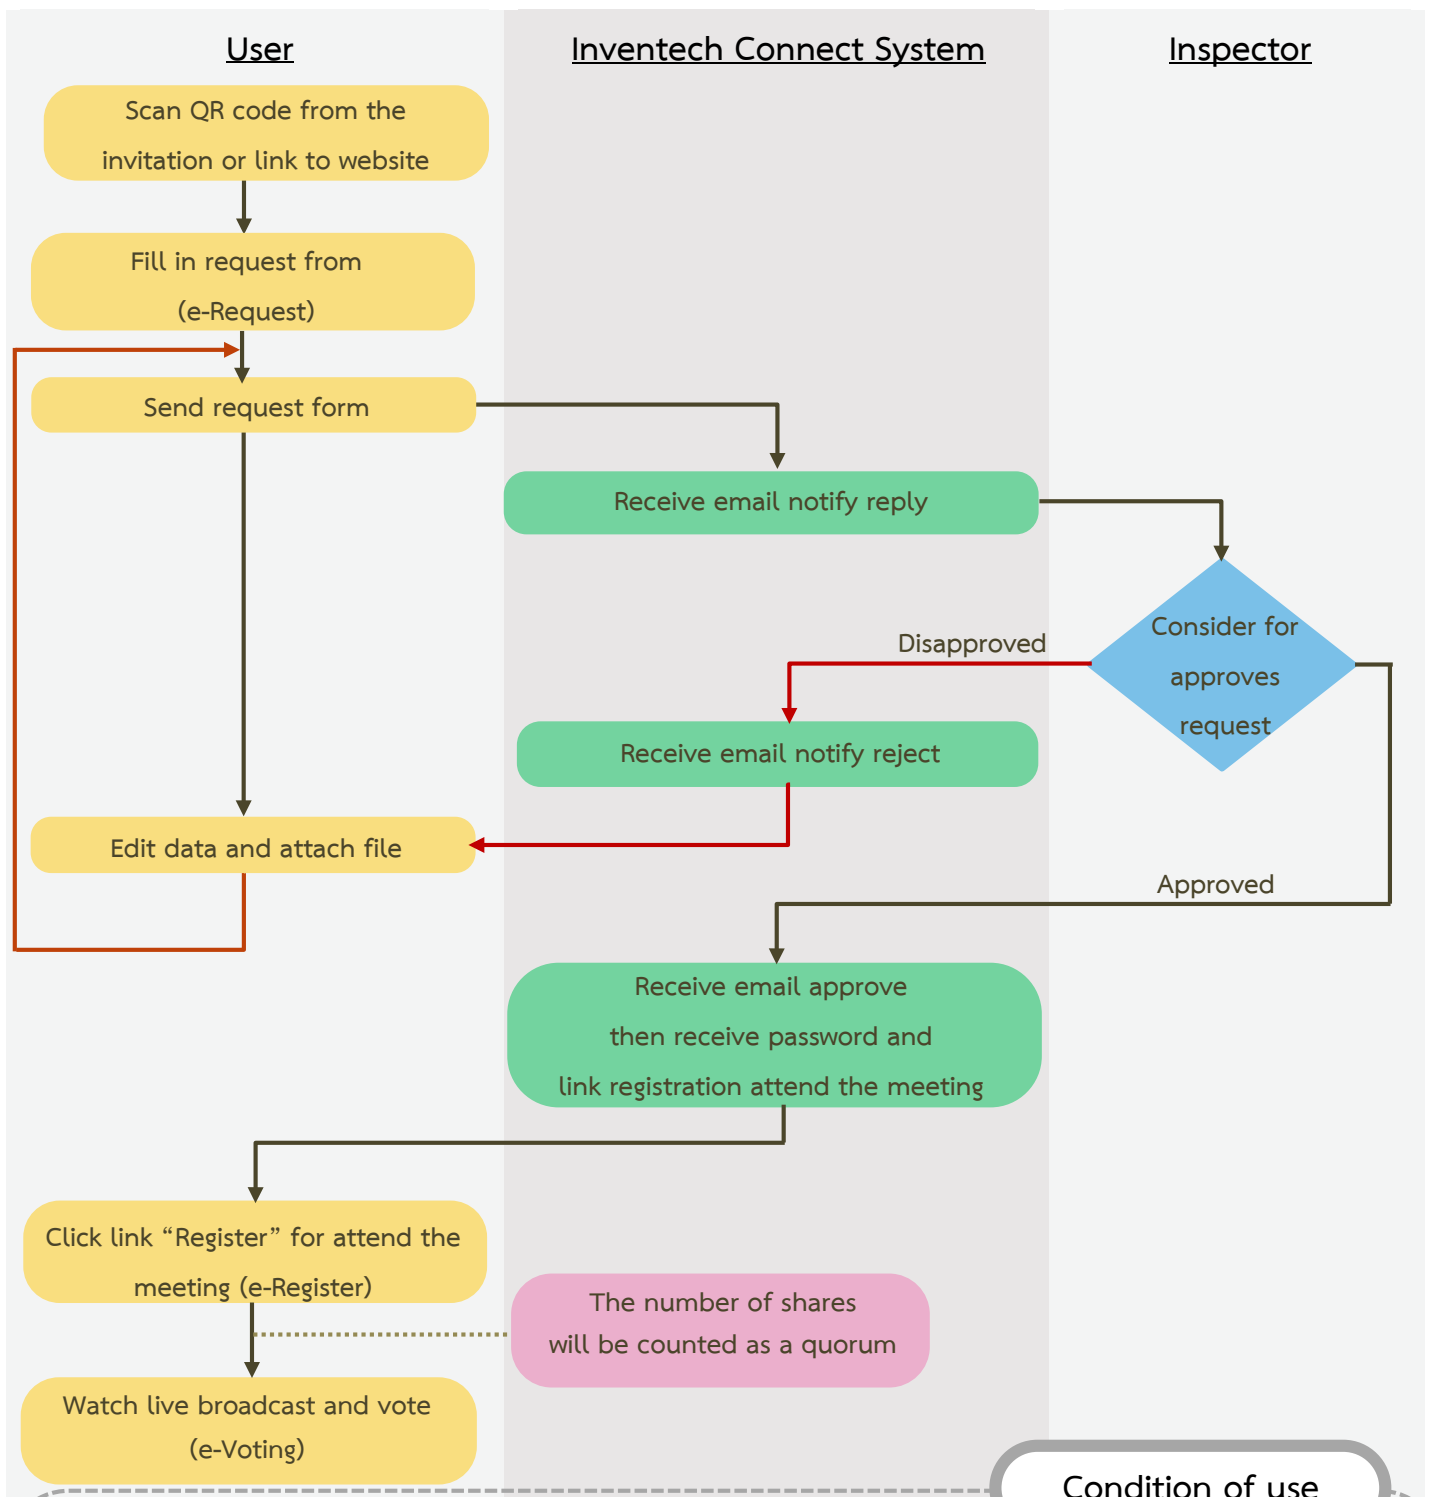 User
Inventech Connect System
Inspector
Scan QR code from the
invitation or link to website
Fill in request from
(e-Request)
Send request form
Receive email notify reply
Consider for
approves
request
Disapproved
Receive email notify reject
Edit data and attach file
Approved
Receive email approve
then receive password and
link registration attend the meeting
Click link “Register” for attend the
meeting (e-Register)
The number of shares
will be counted as a quorum
Watch live broadcast and vote
(e-Voting)
Condition of use